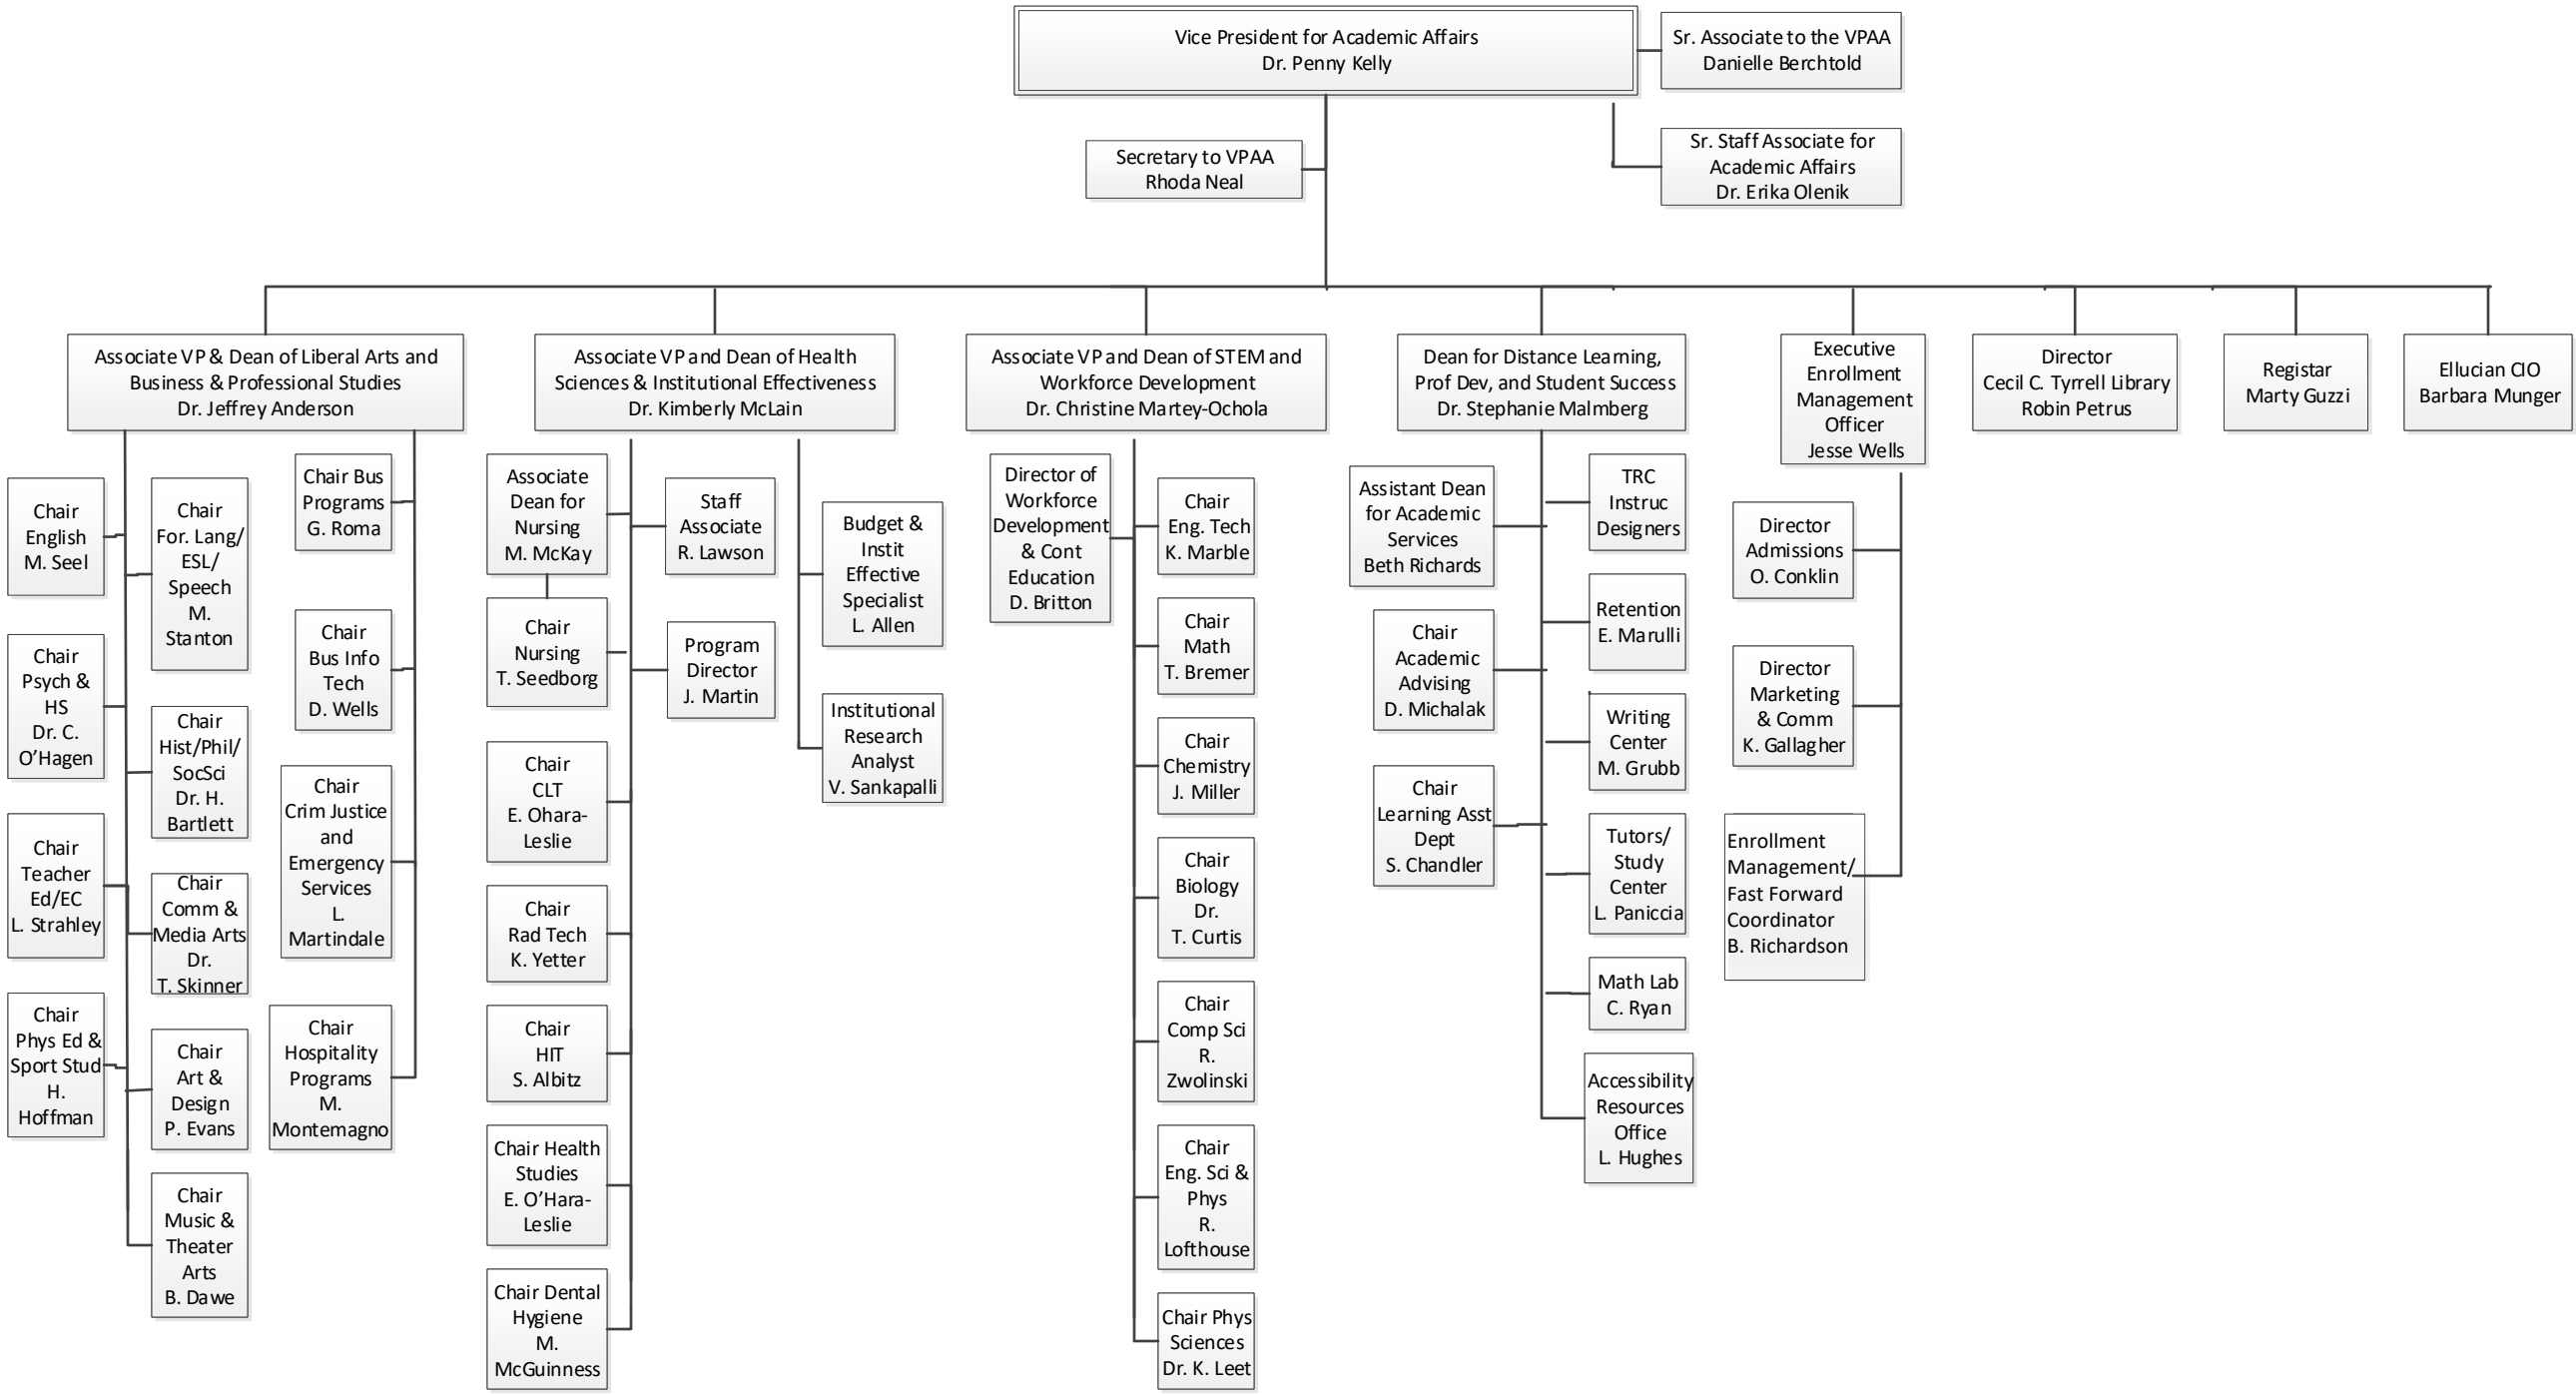 Vice President for Academic Affairs
Dr. Penny Kelly
Sr. Associate to the VPAA
Danielle Berchtold
Secretary to VPAA
Rhoda Neal
Sr. Staff Associate for
Academic Affairs
Dr. Erika Olenik
Associate VP & Dean of Liberal Arts and
Business & Professional Studies
Dr. Jeffrey Anderson
Associate VP and Dean of Health
Sciences & Institutional Effectiveness
Dr. Kimberly McLain
Associate VP and Dean of STEM and
Workforce Development
Dr. Christine Martey-Ochola
Dean for Distance Learning,
Prof Dev, and Student Success
Dr. Stephanie Malmberg
Executive
Enrollment
Management
Officer
Jesse Wells
Director
Cecil C. Tyrrell Library
Robin Petrus
Registar
Marty Guzzi
Ellucian CIO
Barbara Munger
Chair
English
M. Seel
Chair
Psych &
HS
Dr. C.
O’Hagen
Chair
Teacher
Ed/EC
L. Strahley
Chair
Phys Ed &
Sport Stud
H.
Hoffman
Chair
For. Lang/
ESL/
Speech
M.
Stanton
Chair
Hist/Phil/
SocSci
Dr. H.
Bartlett
Chair
Comm &
Media Arts
Dr.
T. Skinner
Chair
Art &
Design
P. Evans
Chair
Music &
Theater
Arts
B. Dawe
Chair Bus
Programs
G. Roma
Chair
Bus Info
Tech
D. Wells
Chair
Crim Justice
and
Emergency
Services
L.
Martindale
Chair
Hospitality
Programs
M.
Montemagno
Associate
Dean for
Nursing
M. McKay
Chair
Nursing
T. Seedborg
Chair
CLT
E. Ohara-
Leslie
Chair
Rad Tech
K. Yetter
Chair
HIT
S. Albitz
Chair Health
Studies
E. O’Hara-
Leslie
Chair Dental
Hygiene
M.
McGuinness
Staff
Associate
R. Lawson
Program
Director
J. Martin
Budget &
Instit
Effective
Specialist
L. Allen
Institutional
Research
Analyst
V. Sankapalli
Director of
Workforce
Development
& Cont
Education
D. Britton
Chair
Eng. Tech
K. Marble
Chair
Math
T. Bremer
Chair
Chemistry
J. Miller
Chair
Biology
Dr.
T. Curtis
Chair
Comp Sci
R.
Zwolinski
Chair
Eng. Sci &
Phys
R.
Lofthouse
Chair Phys
Sciences
Dr. K. Leet
Assistant Dean
for Academic
Services
Beth Richards
Chair
Academic
Advising
D. Michalak
Chair
Learning Asst
Dept
S. Chandler
TRC
Instruc
Designers
Retention
E. Marulli
Writing
Center
M. Grubb
Tutors/
Study
Center
L. Paniccia
Math Lab
C. Ryan
Accessibility
Resources
Office
L. Hughes
Director
Admissions
O. Conklin
Director
Marketing
& Comm
K. Gallagher
Enrollment
Management/
Fast Forward
Coordinator
B. Richardson